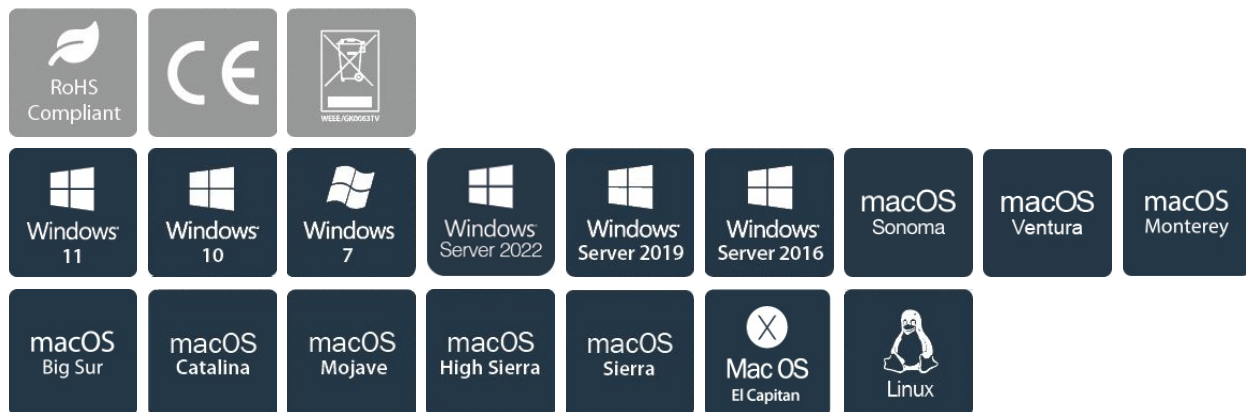 RoHS
Compliant
CE
WEEE/GK0063TV
Windows
11
Windows
10
Windows
7
Windows
Server 2022
Windows
Server 2019
Windows
Server 2016
macOS
Sonoma
macOS
Ventura
macOS
Monterey
macOS
Big Sur
macOS
Catalina
macOS
Mojave
macOS
High Sierra
macOS
Sierra
X
Mac OS
El Capitan
Linux